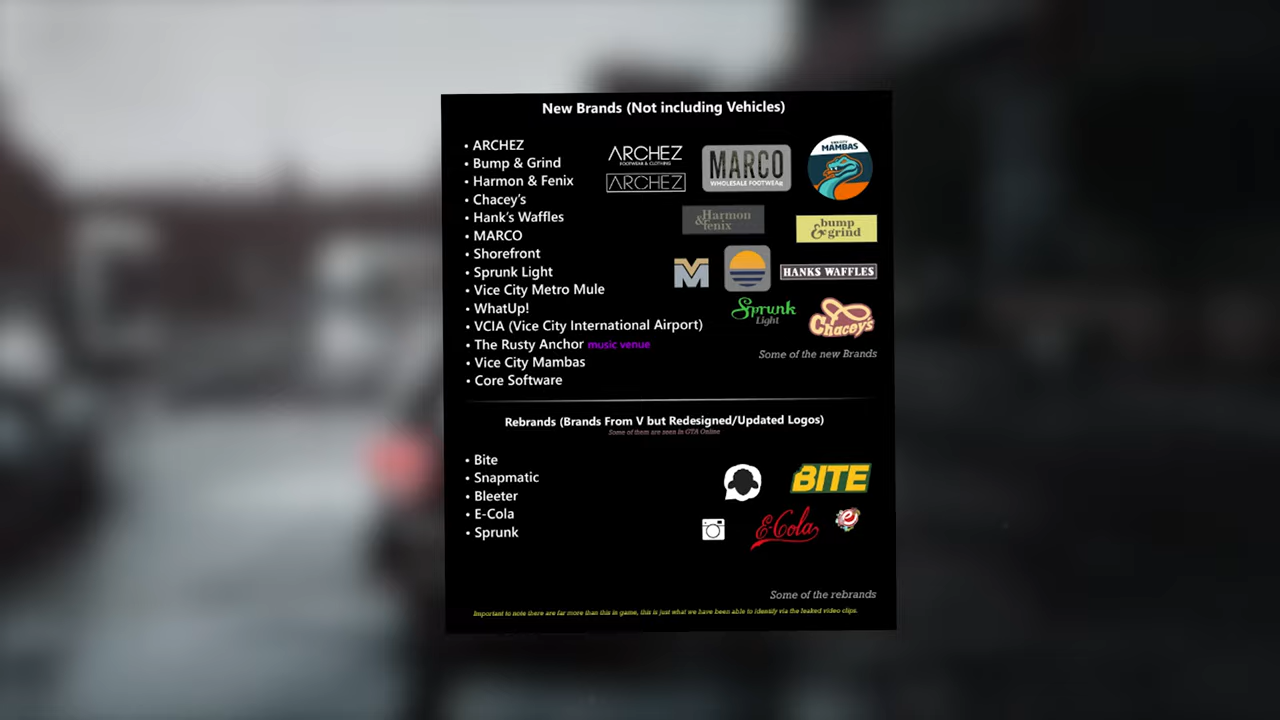 New Brands (Not including Vehicles)
• ARCHEZ
• Bump & Grind
• Harmon & Fenix
• Chacey's
• Hank's Waffles
• MARCO
• Shorefront
• Sprunk Light
• Vice City Metro Mule
• WhatUp!
• VCIA (Vice City International Airport)
• The Rusty Anchor music venue
• Vice City Mambas
• Core Software
ARCHEZ
FOOTWEAR & CLOTHING
ARCHEZ
MARCO
WHOLESALE FOOTWEAR
VICE CITY
MAMBAS
Harmon
& fenix
bump
& grind
VM
HANKS WAFFLES
Sprunk
Light
Chacey's
Some of the new Brands
Rebrands (Brands From V but Redesigned/Updated Logos)
Some of them are seen in GTA Online
• Bite
• Snapmatic
• Bleeter
• E-Cola
• Sprunk
BITE
E-Cola
e
Some of the rebrands
Important to note there are far more than this in game, this is just what we have been able to identify via the leaked video clips.